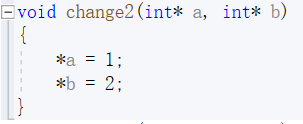 void change2(int* a, int* b)
{
*a = 1;
*b = 2;
}